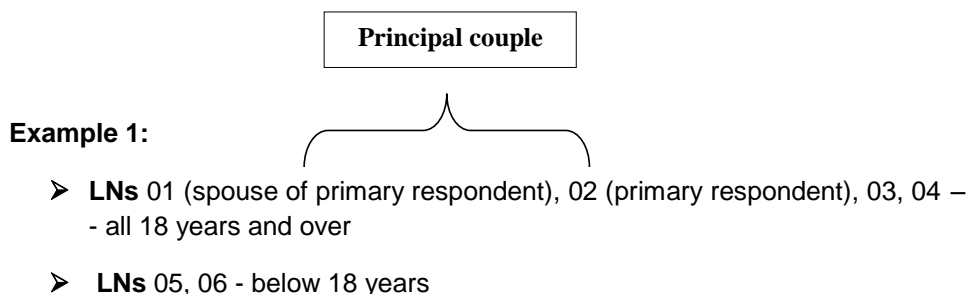 Principal couple
Example 1:
➢ LNs 01 (spouse of primary respondent), 02 (primary respondent), 03, 04 –
- all 18 years and over
➢ LNs 05, 06 - below 18 years